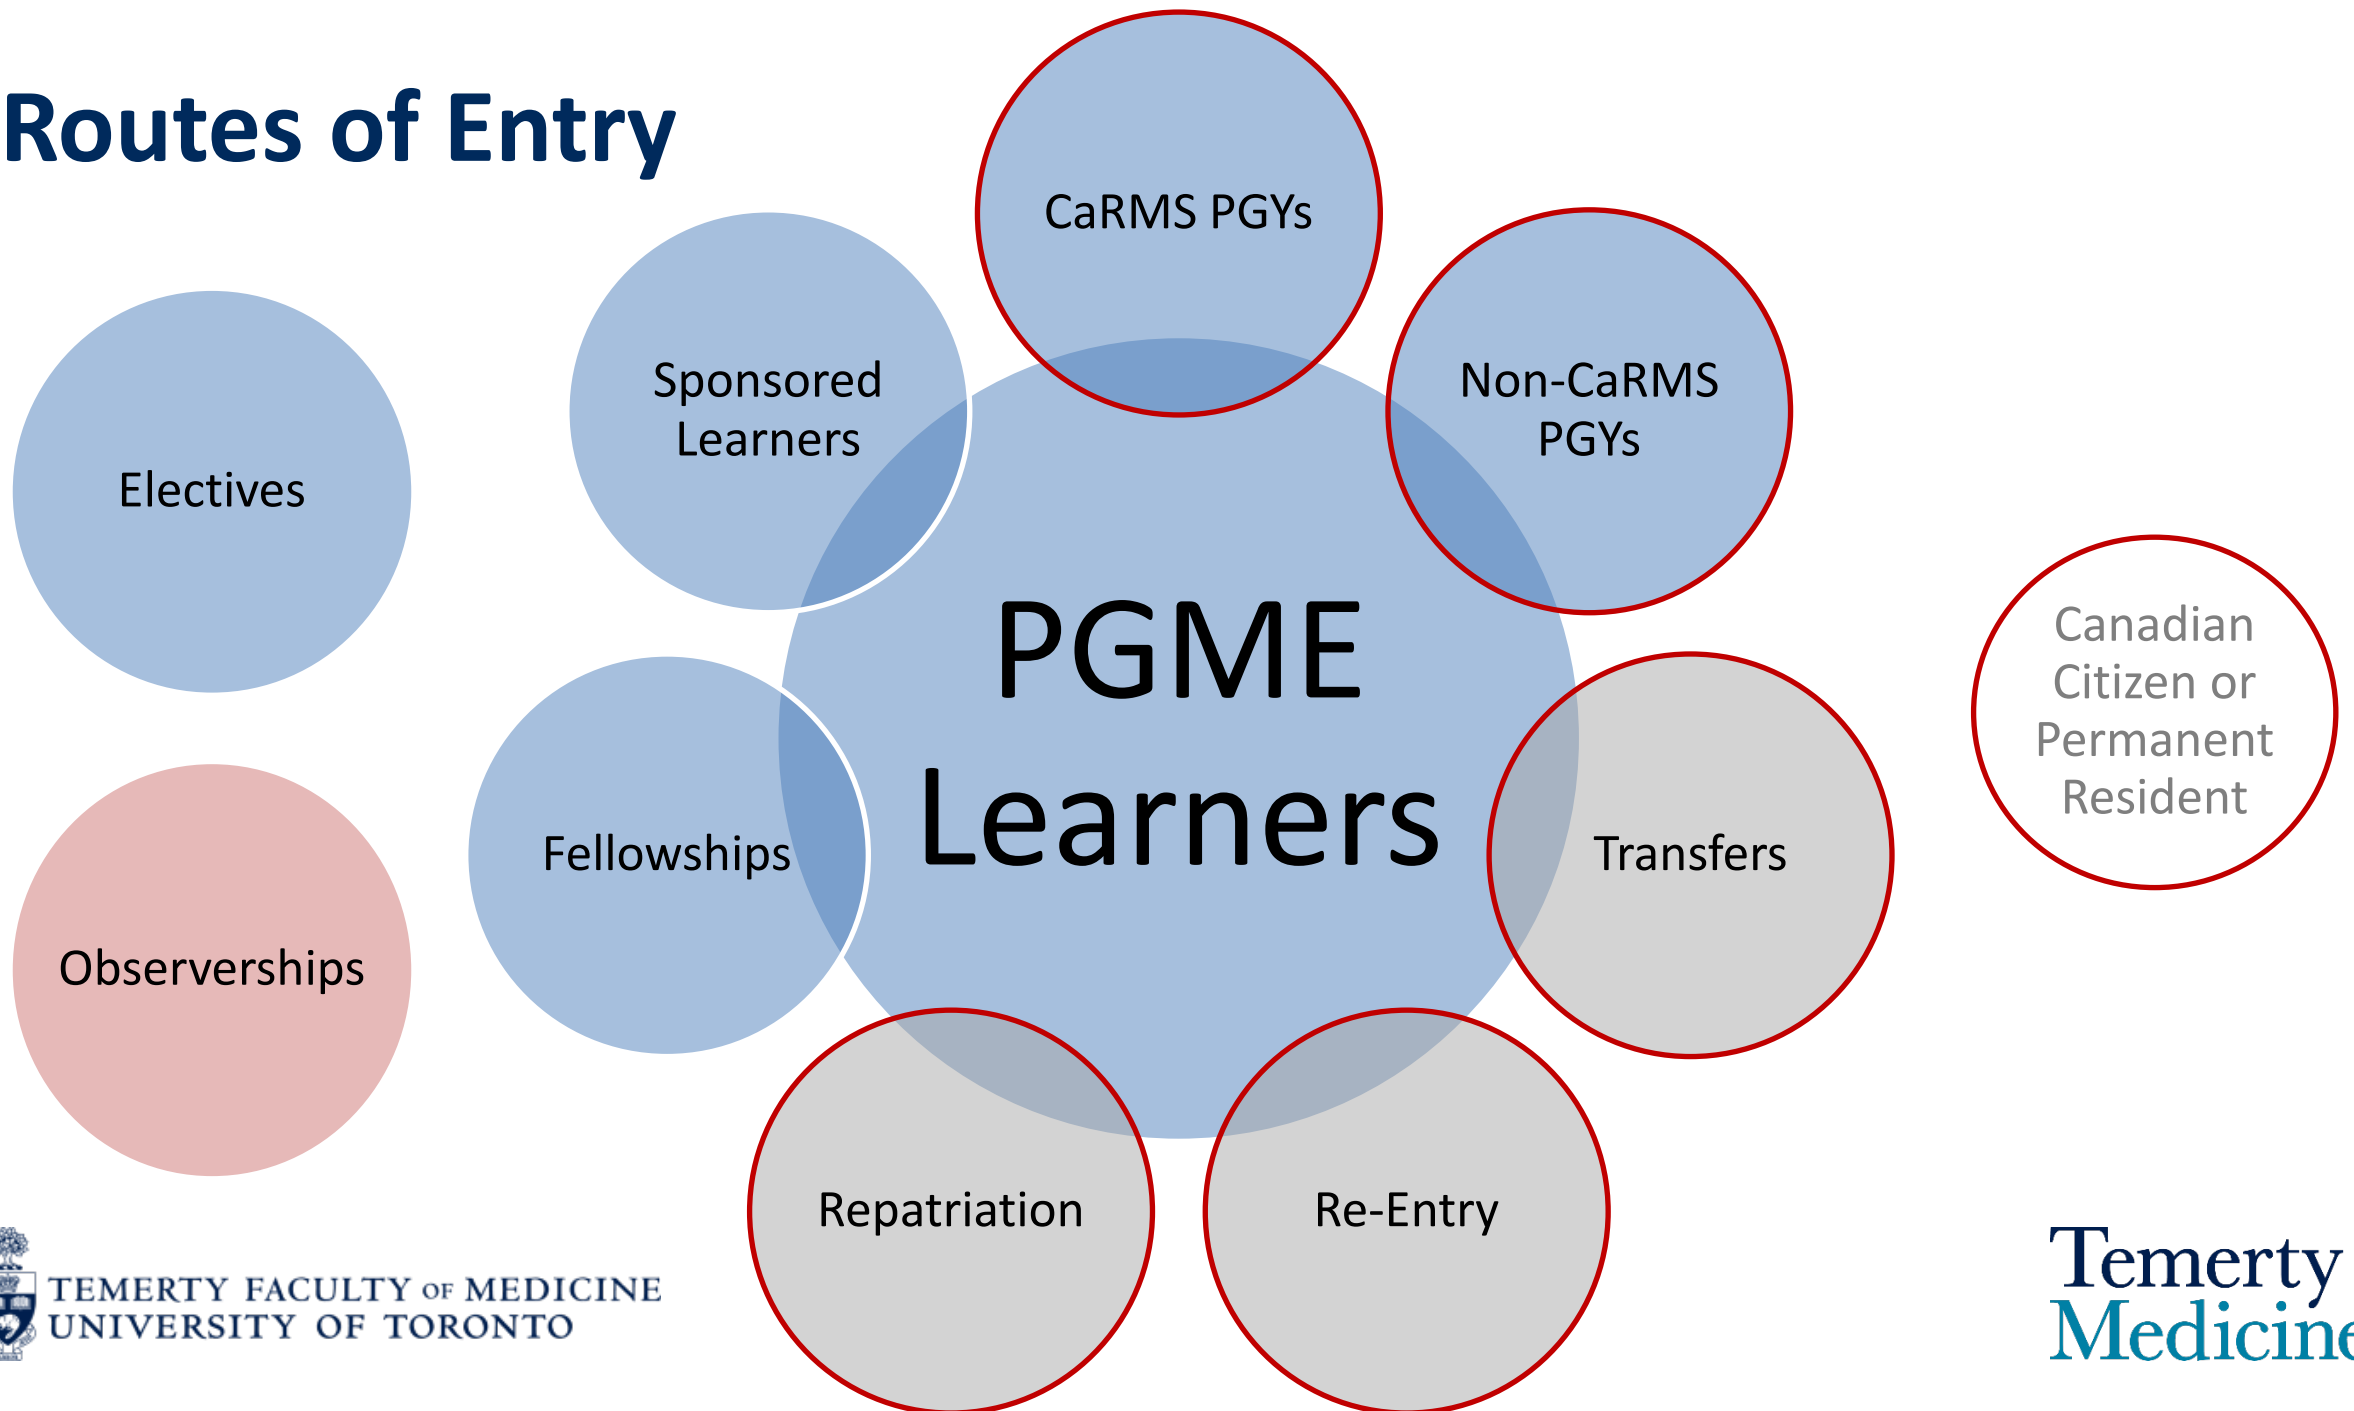 Routes of Entry
CaRMS PGYs
Sponsored
Learners
Non-CaRMS
PGYs
Electives
PGME
Learners
Canadian
Citizen or
Permanent
Resident
Fellowships
Transfers
Observerships
Repatriation
Re-Entry
TEMERTY FACULTY OF MEDICINE
UNIVERSITY OF TORONTO
Temerty
Medicine